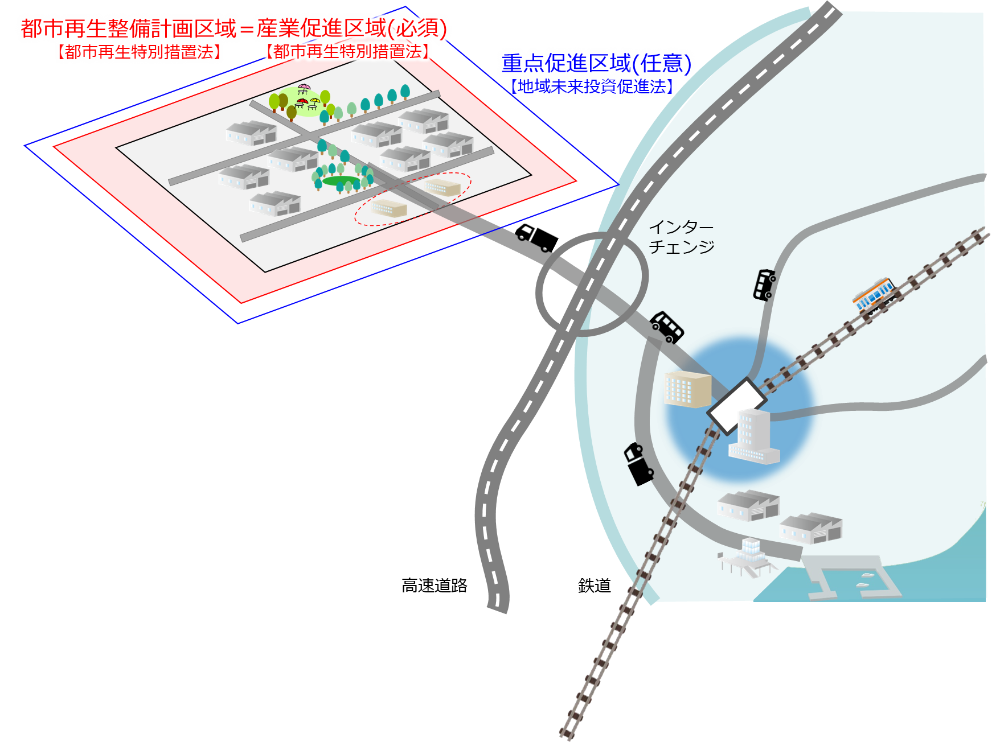 都市再生整備計画区域＝産業促進区域(必須)
【都市再生特別措置法】 【都市再生特別措置法】
重点促進区域(任意)
【地域未来投資促進法】
インター
チェンジ
高速道路
鉄道